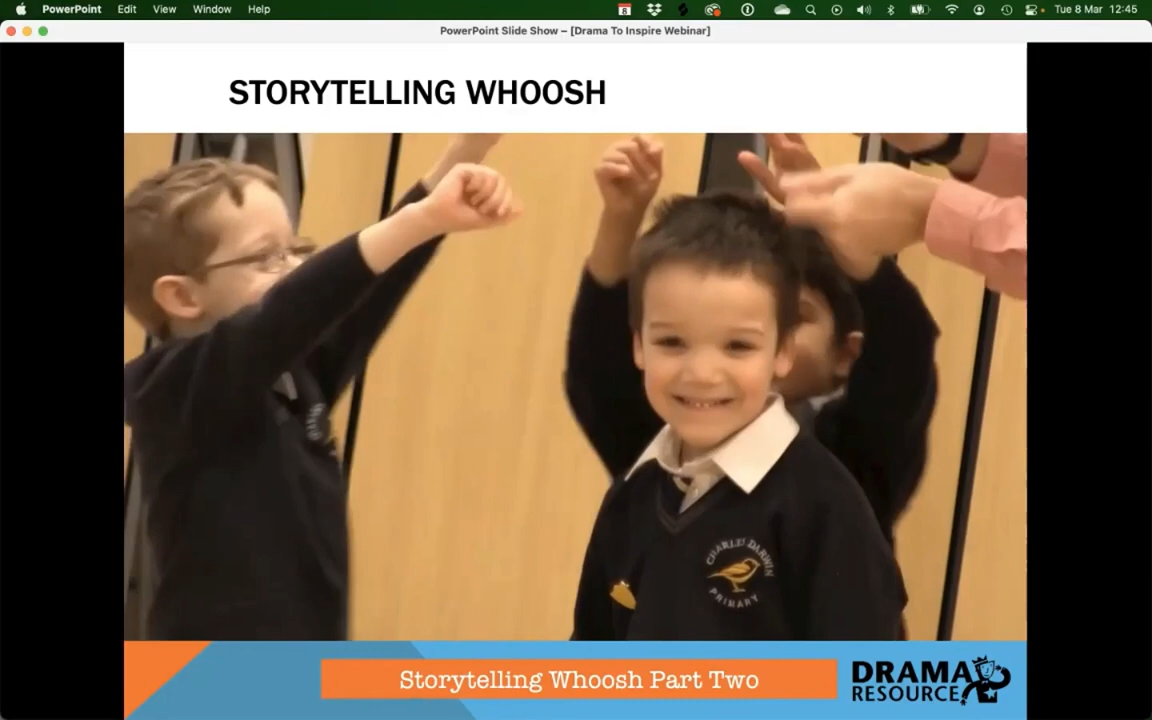 PowerPoint Edit View Window Help
8
Tue 8 Mar 12:45
PowerPoint Slide Show – [Drama To Inspire Webinar]
STORYTELLING WHOOSH
CHARLES DARWIN
PRIMARY
Storytelling Whoosh Part Two
DRAMA
RESOURCE